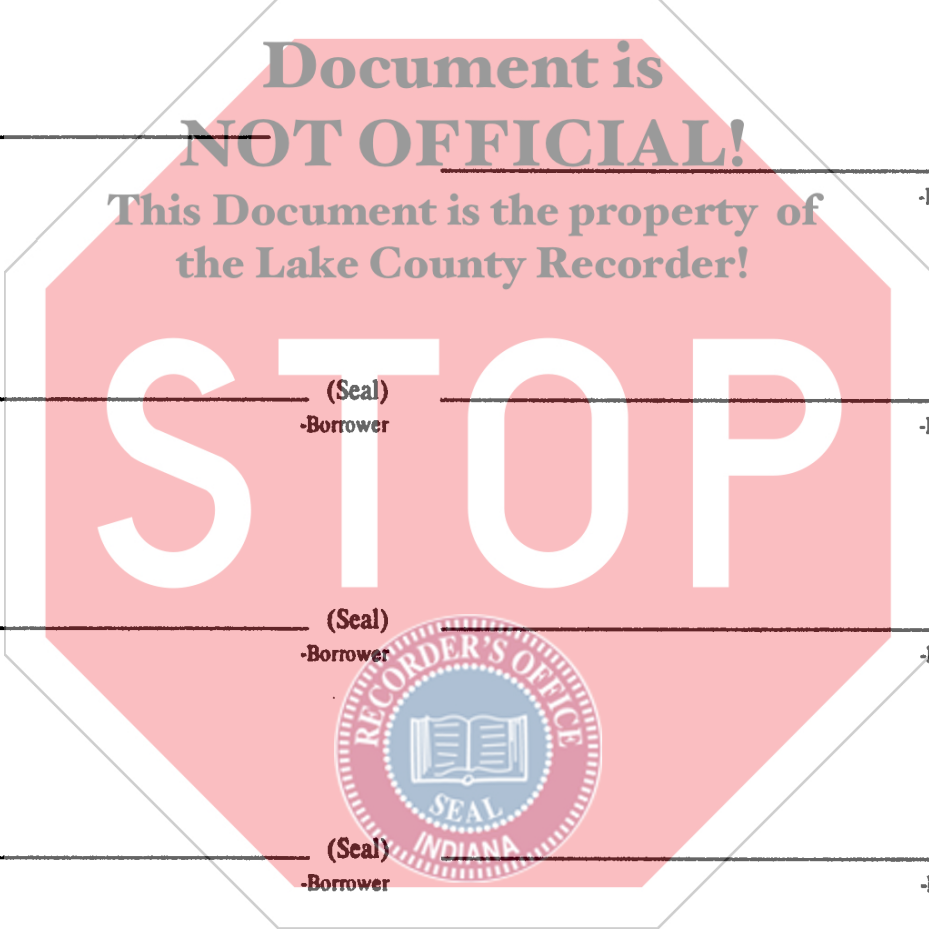 Document is
NOT OFFICIAL!
This Document is the property of
the Lake County Recorder!
STOP
(Seal)
-Borrower
(Seal)
-Borrower
RECORDER'S OFFICE
SEAL
INDIANA
(Seal)
-Borrower